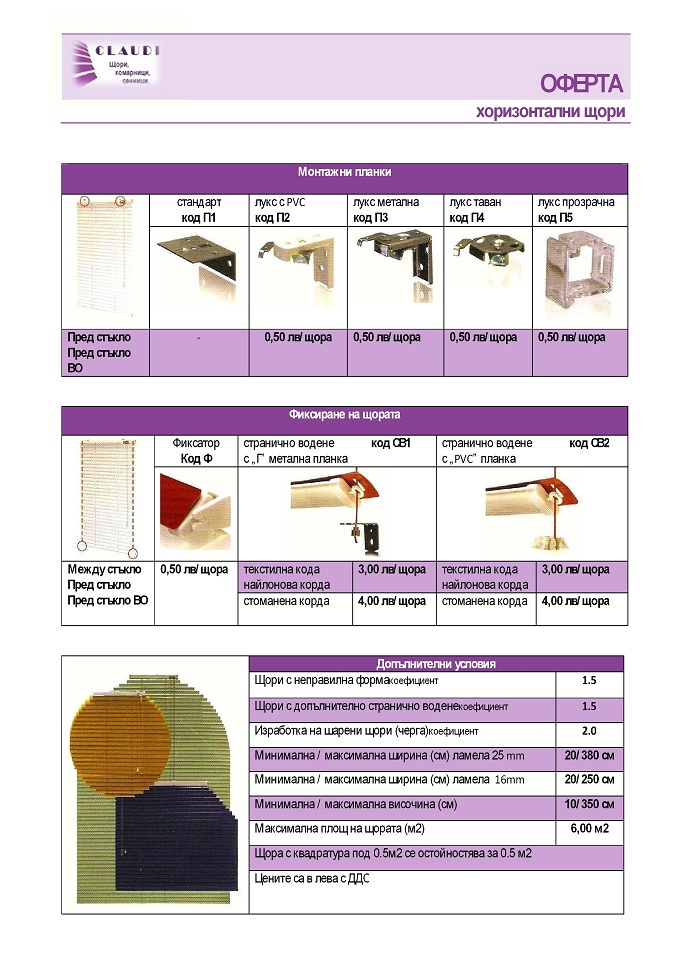 CLAUDI
Щори,
комарници,
сенници.
ОФЕРТА
хоризонтални щори
Монтажни планки
стандарт
код П1
лукс с PVC
код П2
лукс метална
код П3
лукс таван
код П4
лукс прозрачна
код П5
Пред стъкло
Пред стъкло
ВО
-
0,50 лв/ щора
0,50 лв/ щора
0,50 лв/ щора
0,50 лв/ щора
Фиксиране на щората
Фиксатор
Код Ф
странично водене код СВ1
с „Г” метална планка
странично водене код СВ2
с „PVC” планка
Между стъкло
Пред стъкло
Пред стъкло ВО
0,50 лв/ щора
текстилна кода
найлонова корда
3,00 лв/ щора
текстилна кода
найлонова корда
3,00 лв/ щора
стоманена корда
4,00 лв/ щора
стоманена корда
4,00 лв/ щора
Допълнителни условия
Щори с неправилна формакоефициент 1.5
Щори с допълнително странично воденекоефициент 1.5
Изработка на шарени щори (черга)коефициент 2.0
Минимална / максимална ширина (см) ламела 25 mm 20/ 380 см
Минимална / максимална ширина (см) ламела 16mm 20/ 250 см
Минимална / максимална височина (см) 10/ 350 см
Максимална площ на щората (м2) 6,00 м2
Щора с квадратура под 0.5м2 се остойностява за 0.5 м2
Цените са в лева с ДДС